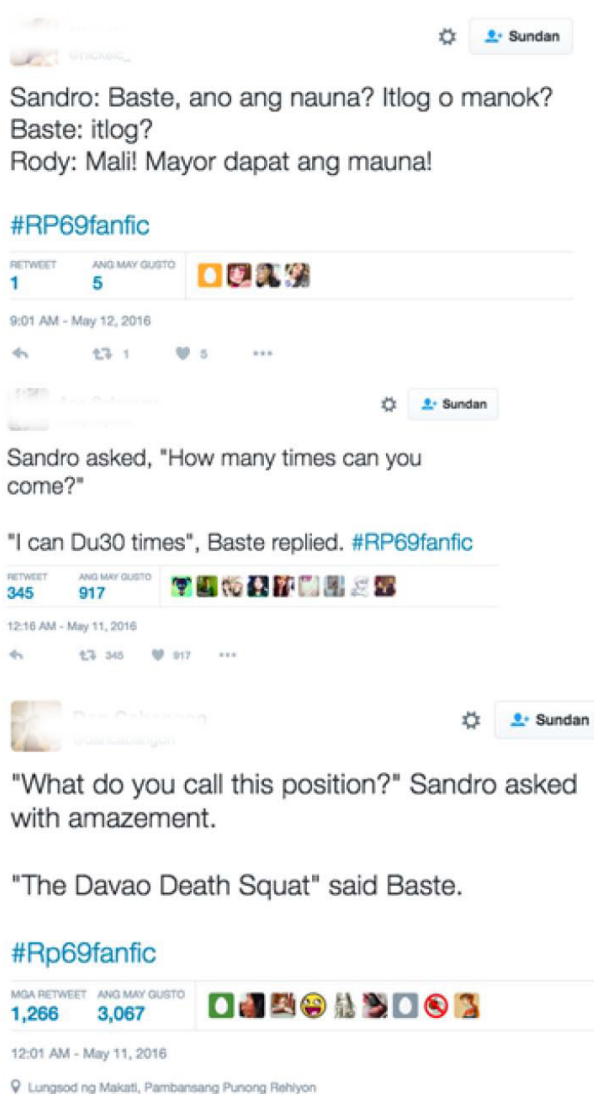 Sundan
Sandro: Baste, ano ang nauna? Itlog o manok?
Baste: itlog?
Rody: Mali! Mayor dapat ang mauna!
#RP69fanfic
RETWEET ANG MAY GUSTO
1 5
9:01 AM - May 12, 2016
1 5
Sundan
Sandro asked, "How many times can you
come?"
"I can Du30 times", Baste replied. #RP69fanfic
RETWEET ANG MAY GUSTO
345 917
12:16 AM - May 11, 2016
345 917
Sundan
"What do you call this position?" Sandro asked
with amazement.
"The Davao Death Squat" said Baste.
#Rp69fanfic
MGA RETWEET ANG MAY GUSTO
1,266 3,067
12:01 AM - May 11, 2016
Lungsod ng Makati, Pambansang Punong Rehiyon